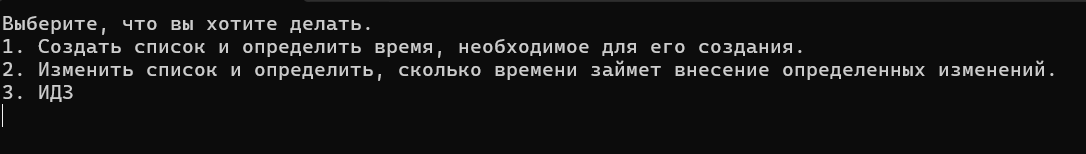 Выберите, что вы хотите делать.
1. Создать список и определить время, необходимое для его создания.
2. Изменить список и определить, сколько времени займет внесение определенных изменений.
3. ИДЗ